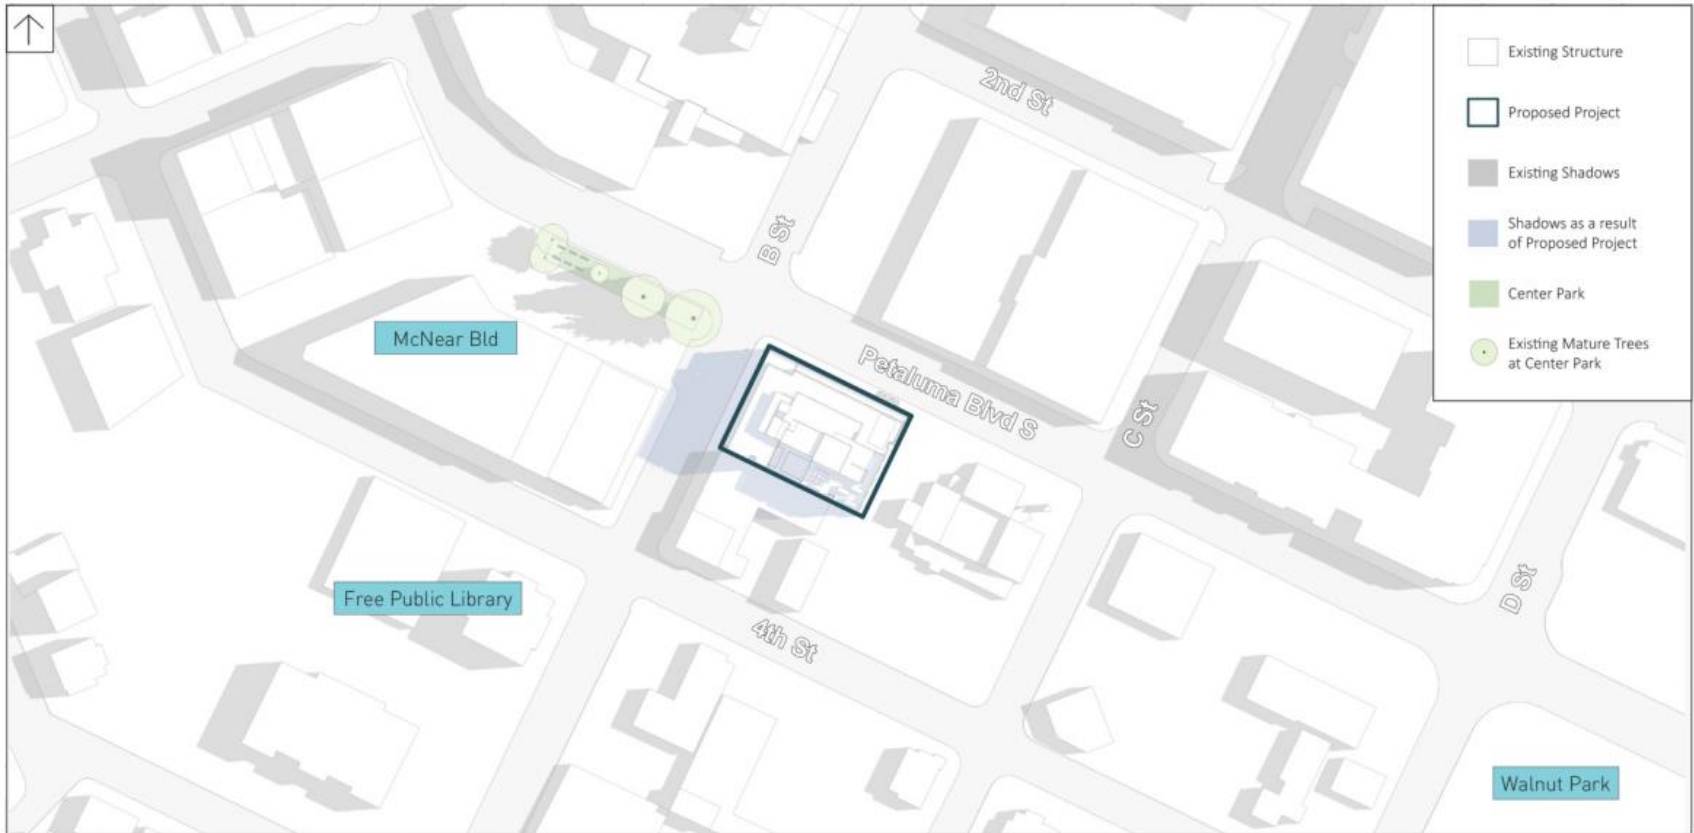 2nd St
Existing Structure
Proposed Project
Existing Shadows
Shadows as a result
of Proposed Project
Center Park
Existing Mature Trees
at Center Park
B St
McNear Bld
Petaluma Blvd S
C St
D St
Free Public Library
4th St
Walnut Park